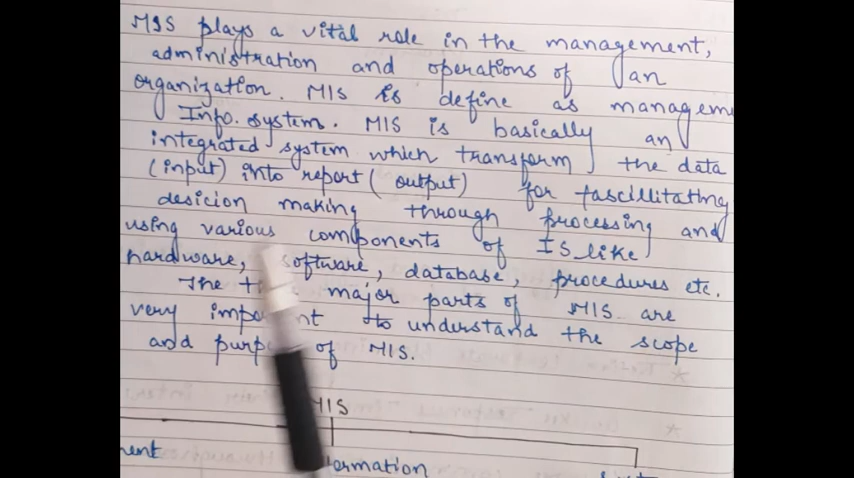 MIS plays a vital role in the management,
administration and operations of an
organization. MIS is define as managem
Info. system. MIS is basically an
integrated system which transform the data
(input) into report (output) for fascillitating
desicion making through processing and
using various components of IS like
hardware, software, database, procedures etc.
The major parts of MIS are
very to understand the scope
and of MIS.
MIS
ment
ormation